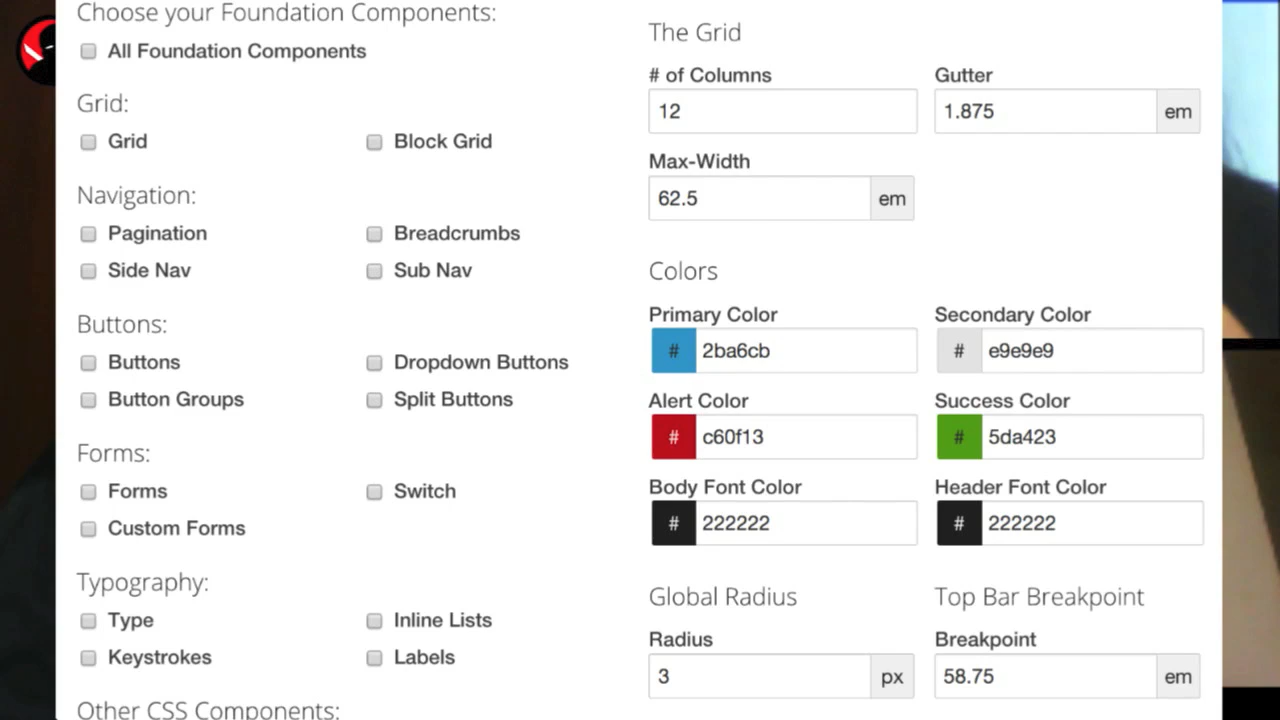 Choose your Foundation Components:
All Foundation Components
Grid:
Grid
Block Grid
Navigation:
Pagination
Breadcrumbs
Side Nav
Sub Nav
Buttons:
Buttons
Dropdown Buttons
Button Groups
Split Buttons
Forms:
Forms
Switch
Custom Forms
Typography:
Type
Inline Lists
Keystrokes
Labels
Other CSS Components:
The Grid
# of Columns
Gutter
12
1.875 em
Max-Width
62.5 em
Colors
Primary Color
Secondary Color
# 2ba6cb
# e9e9e9
Alert Color
Success Color
# c60f13
# 5da423
Body Font Color
Header Font Color
# 222222
# 222222
Global Radius
Top Bar Breakpoint
Radius
Breakpoint
3 px
58.75 em